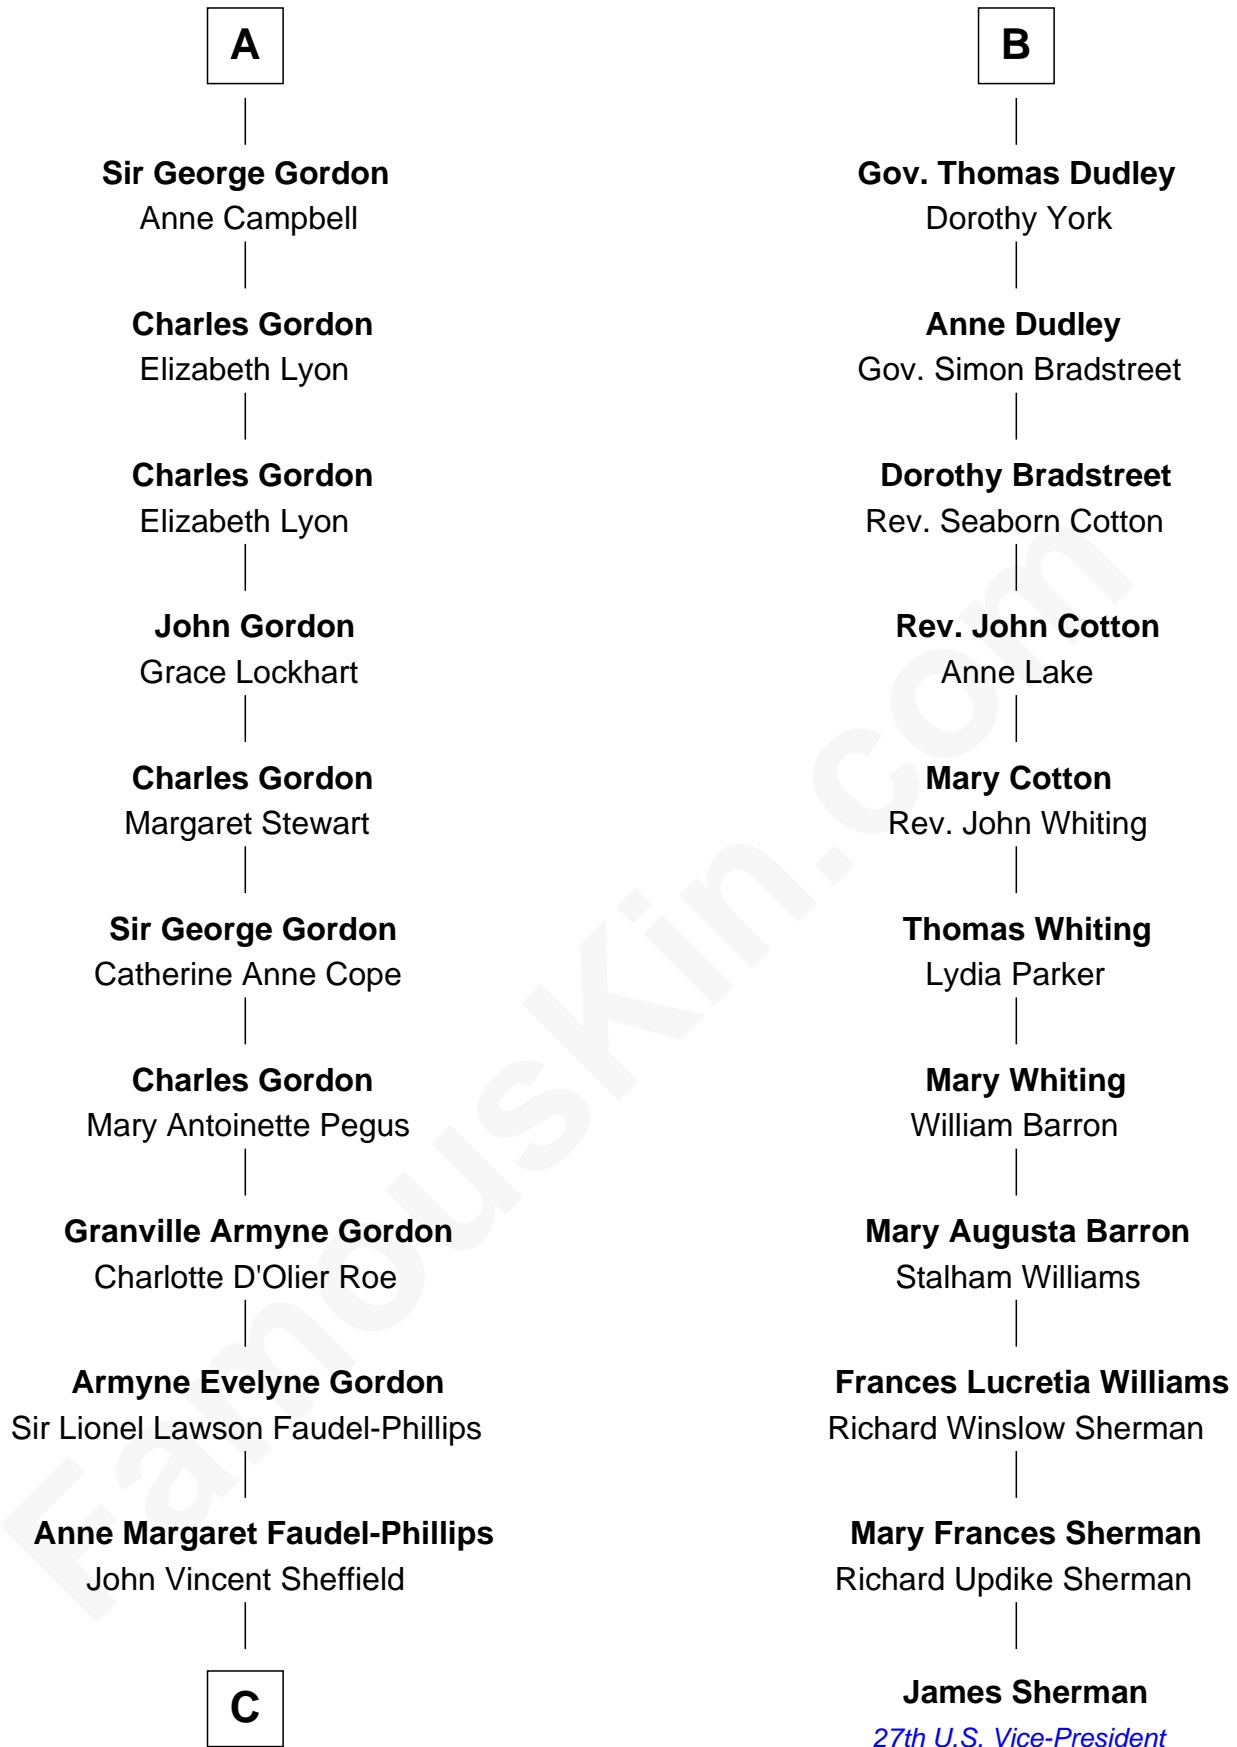 A
Sir George Gordon
Anne Campbell
Charles Gordon
Elizabeth Lyon
Charles Gordon
Elizabeth Lyon
John Gordon
Grace Lockhart
Charles Gordon
Margaret Stewart
Sir George Gordon
Catherine Anne Cope
Charles Gordon
Mary Antoinette Pegus
Granville Armyne Gordon
Charlotte D'Olier Roe
Armyne Evelyne Gordon
Sir Lionel Lawson Faudel-Phillips
Anne Margaret Faudel-Phillips
John Vincent Sheffield
C
B
Gov. Thomas Dudley
Dorothy York
Anne Dudley
Gov. Simon Bradstreet
Dorothy Bradstreet
Rev. Seaborn Cotton
Rev. John Cotton
Anne Lake
Mary Cotton
Rev. John Whiting
Thomas Whiting
Lydia Parker
Mary Whiting
William Barron
Mary Augusta Barron
Stalham Williams
Frances Lucretia Williams
Richard Winslow Sherman
Mary Frances Sherman
Richard Updike Sherman
James Sherman
27th U.S. Vice-President
FamousKin.com